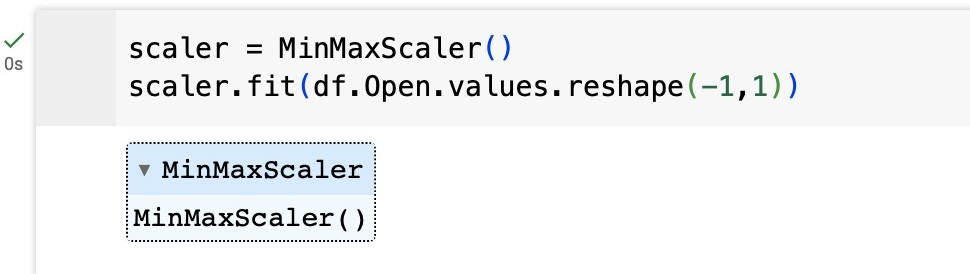 scaler = MinMaxScaler()
0s
scaler.fit(df.Open.values.reshape(-1,1))
▾ MinMaxScaler
MinMaxScaler()